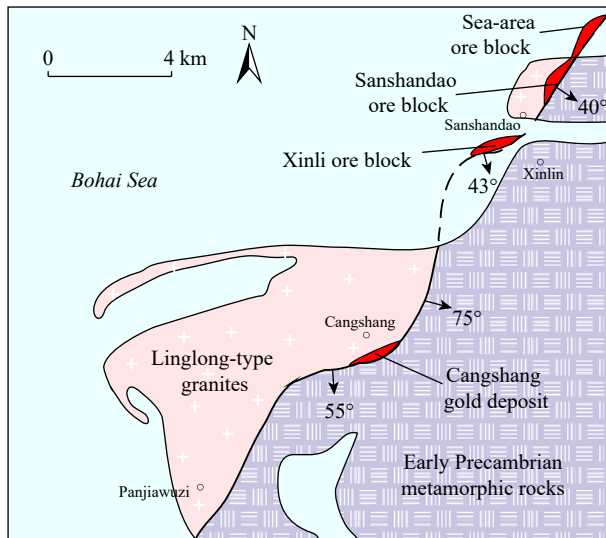 Sea-area
ore block
N
0
4 km
Sanshandao
ore block
40°
Sanshandao
Xinli ore block
Xinlin
43°
Bohai Sea
75°
Cangshang
Linglong-type
granites
Cangshang
gold deposit
55°
Early Precambrian
metamorphic rocks
Panjiawuzi